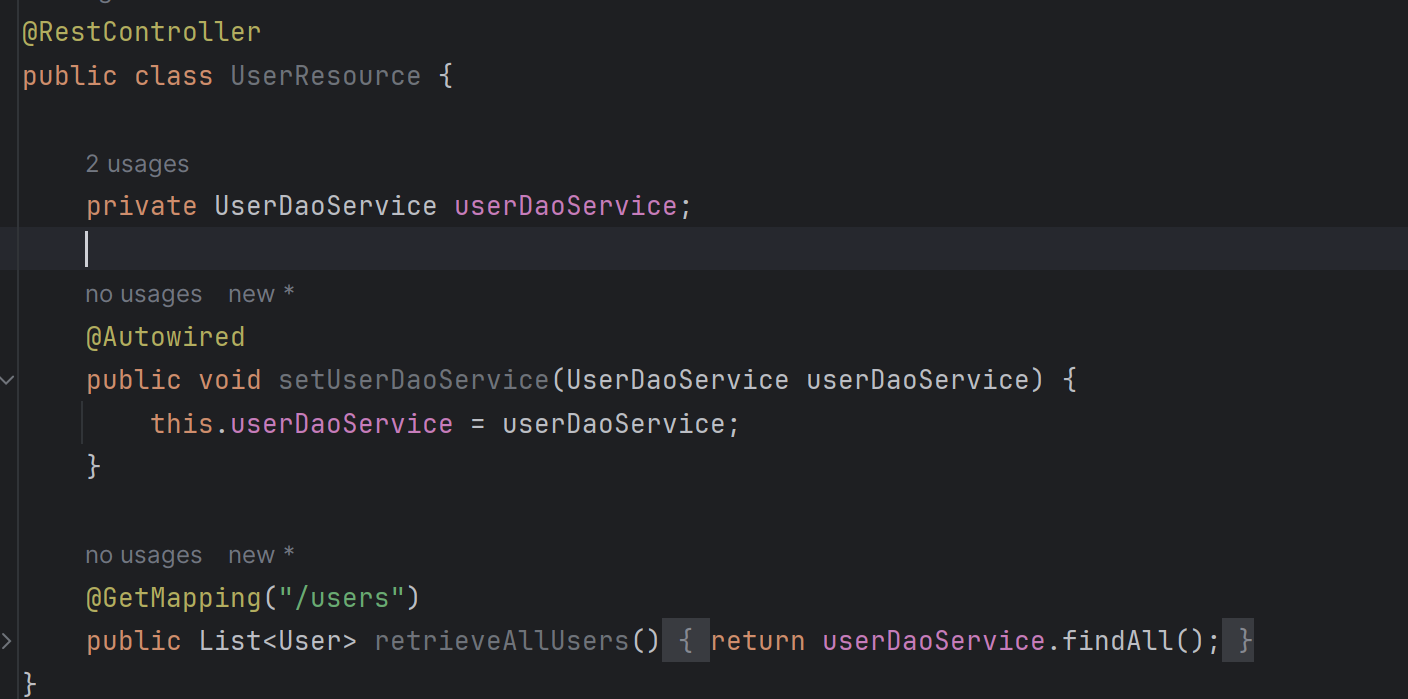 @RestController
public class UserResource {
2 usages
private UserDaoService userDaoService;
no usages new *
@Autowired
public void setUserDaoService(UserDaoService userDaoService) {
this.userDaoService = userDaoService;
}
no usages new *
@GetMapping("/users")
public List<User> retrieveAllUsers() { return userDaoService.findAll(); }
}